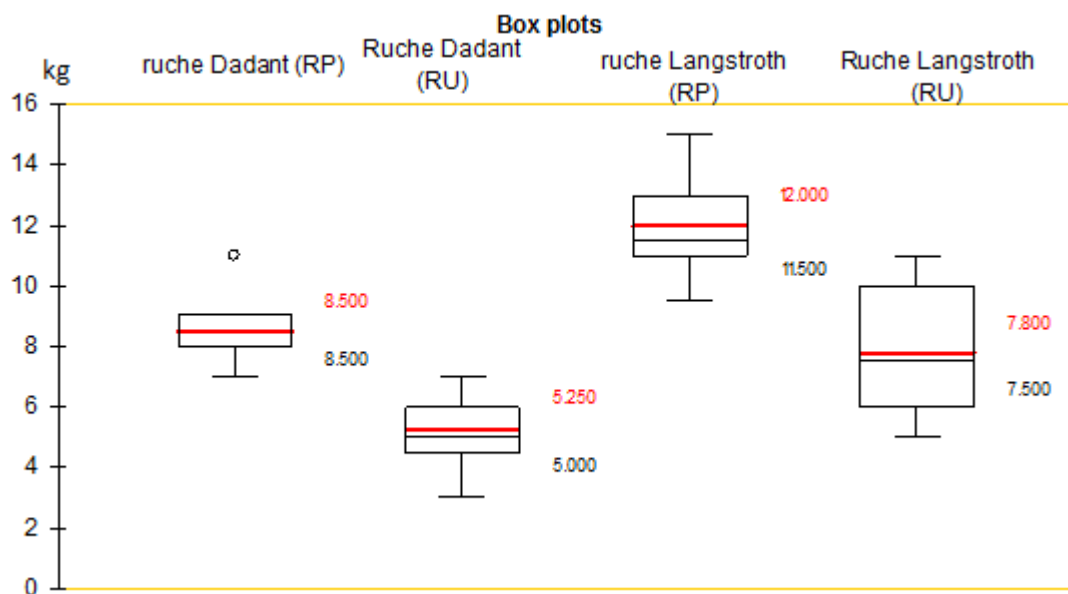 Box plots
kg
ruche Dadant (RP)
Ruche Dadant
(RU)
ruche Langstroth
(RP)
Ruche Langstroth
(RU)
16
14
12
10
8
6
4
2
0
8.500
8.500
5.250
5.000
12.000
11.500
7.800
7.500